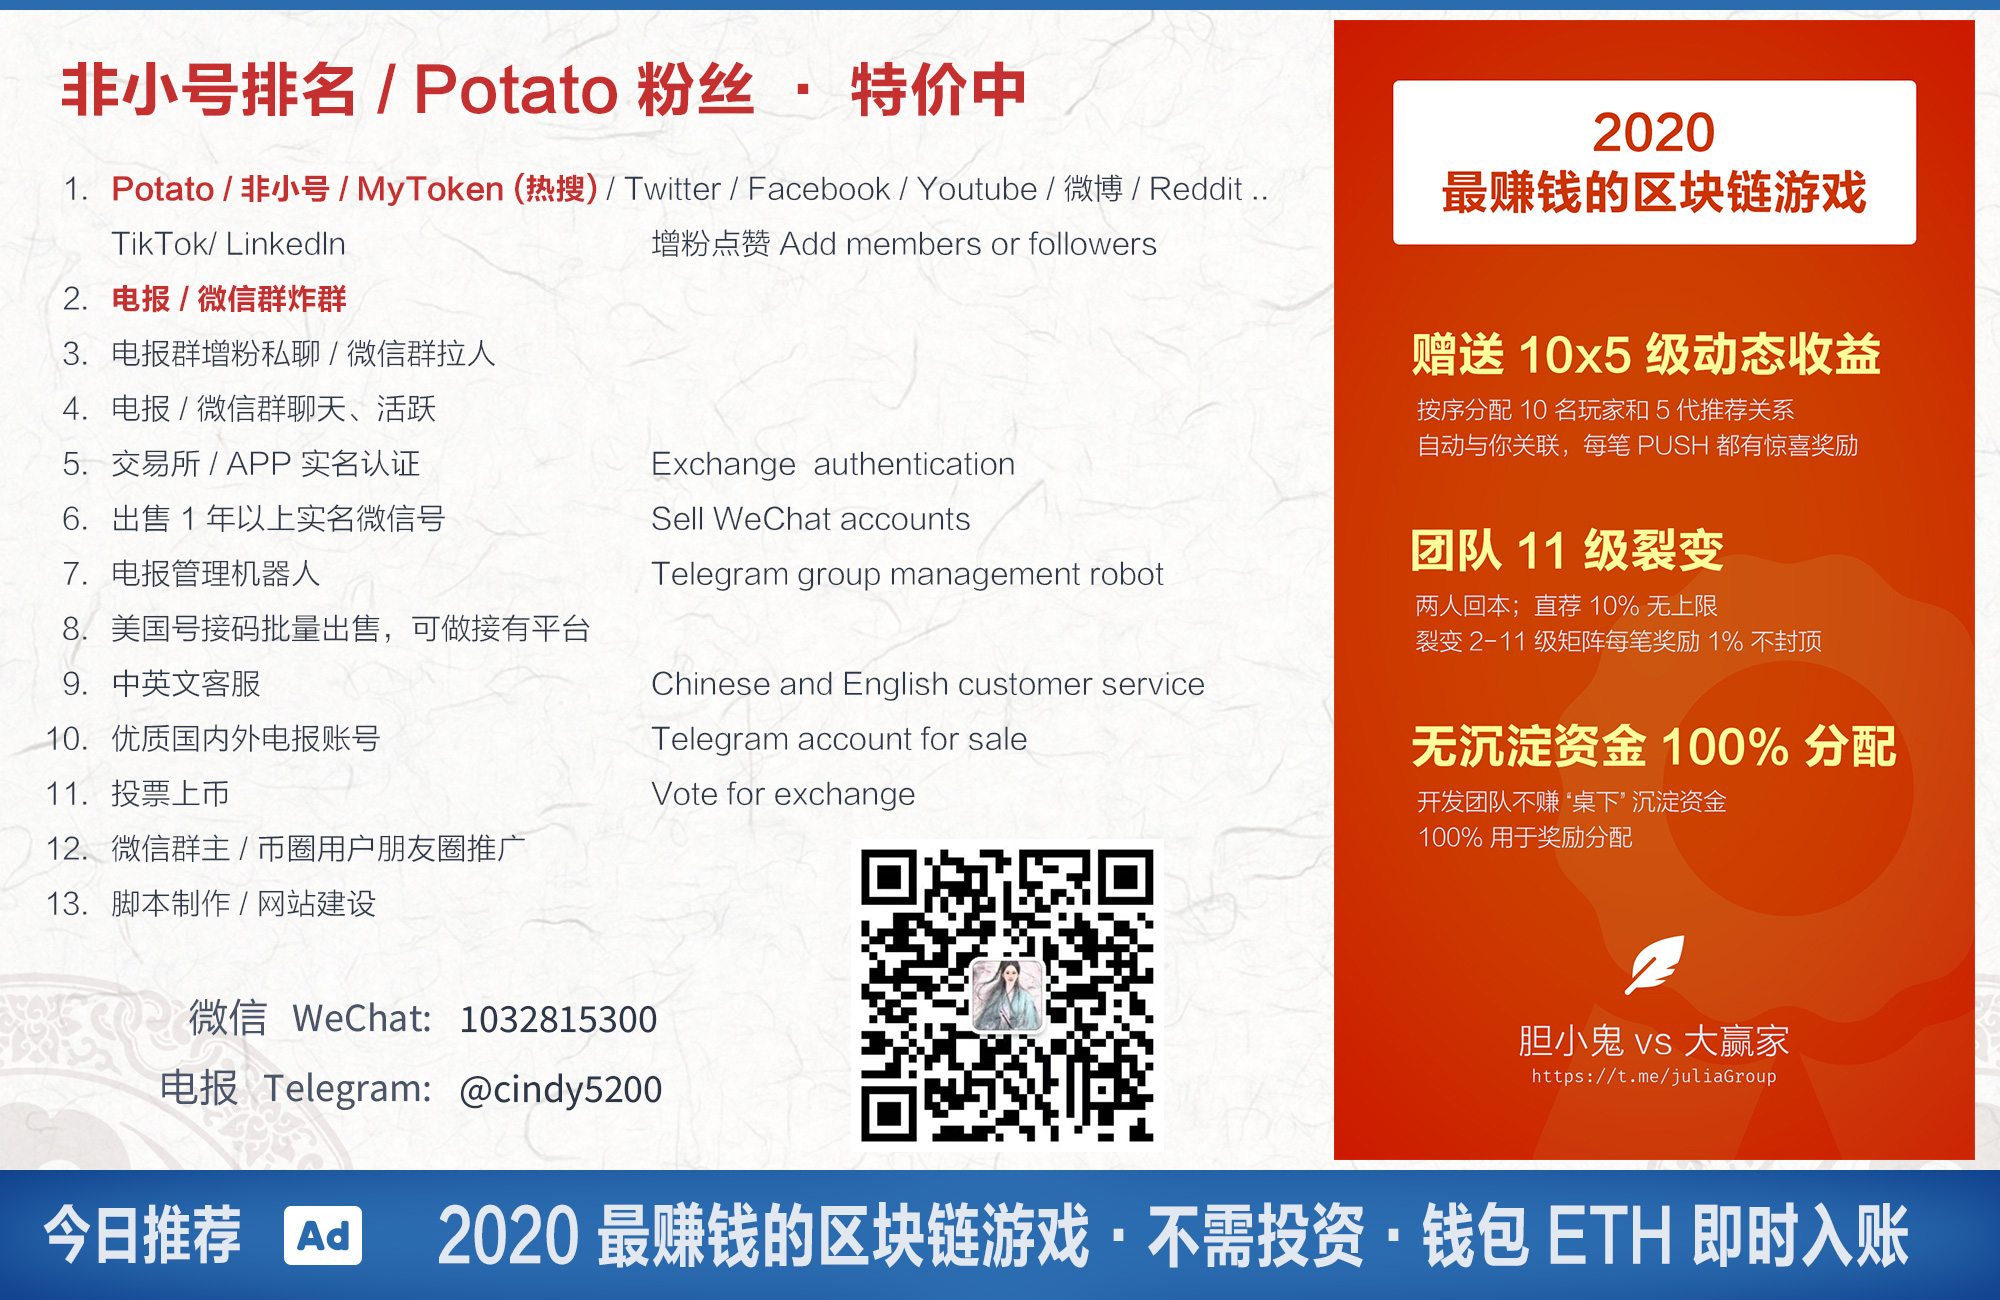 非小号排名 / Potato 粉丝 · 特价中
1. Potato / 非小号 / MyToken (热搜) / Twitter / Facebook / Youtube / 微博 / Reddit ..
TikTok/ LinkedIn 增粉点赞 Add members or followers
2. 电报 / 微信群炸群
3. 电报群增粉私聊 / 微信群拉人
4. 电报 / 微信群聊天、活跃
5. 交易所 / APP 实名认证 Exchange authentication
6. 出售 1 年以上实名微信号 Sell WeChat accounts
7. 电报管理机器人 Telegram group management robot
8. 美国号接码批量出售，可做接有平台
9. 中英文客服 Chinese and English customer service
10. 优质国内外电报账号 Telegram account for sale
11. 投票上币 Vote for exchange
12. 微信群主 / 币圈用户朋友圈推广
13. 脚本制作 / 网站建设
微信 WeChat: 1032815300
电报 Telegram: @cindy5200
2020
最赚钱的区块链游戏
赠送 10x5 级动态收益
按序分配 10 名玩家和 5 代推荐关系
自动与你关联，每笔 PUSH 都有惊喜奖励
团队 11 级裂变
两人回本；直荐 10% 无上限
裂变 2-11 级矩阵每笔奖励 1% 不封顶
无沉淀资金 100% 分配
开发团队不赚 “桌下” 沉淀资金
100% 用于奖励分配
胆小鬼 vs 大赢家
https://t.me/juliaGroup
今日推荐 Ad 2020 最赚钱的区块链游戏 · 不需投资 · 钱包 ETH 即时入账